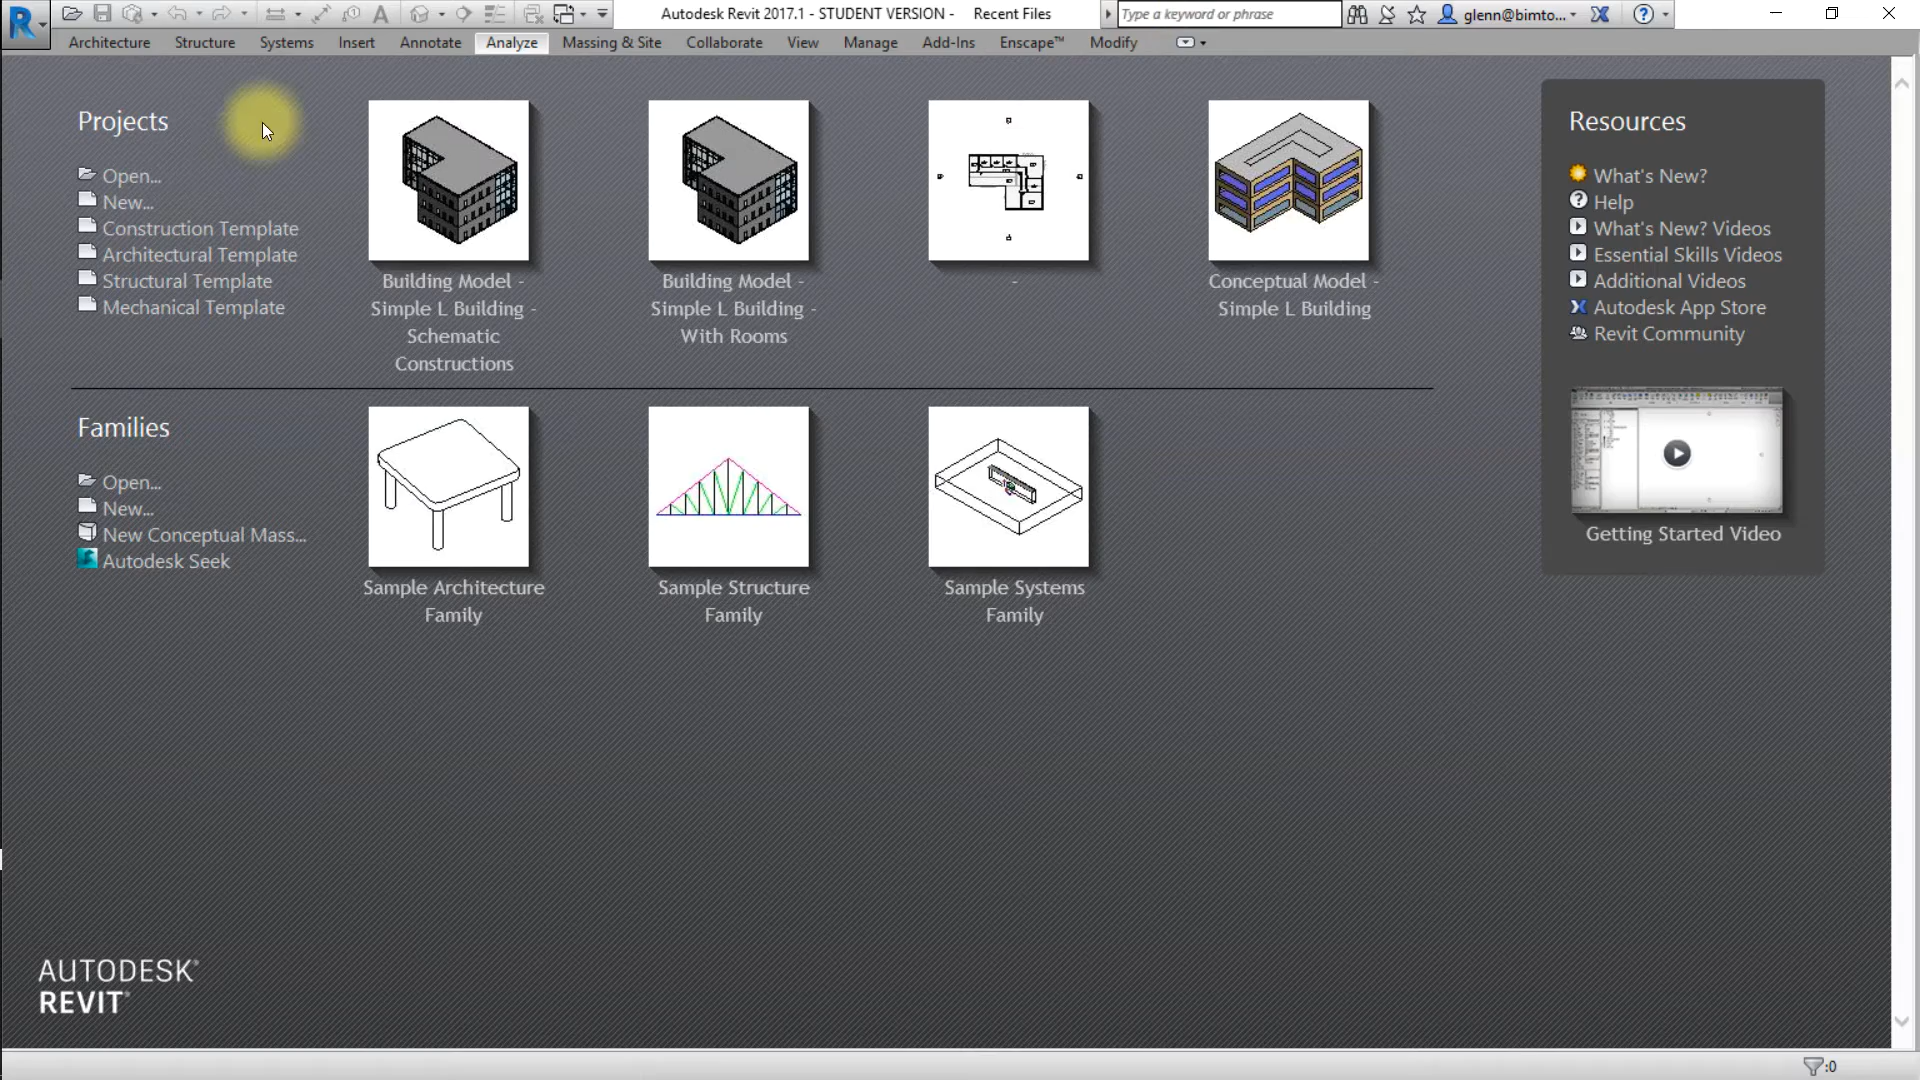 Autodesk Revit 2017.1 - STUDENT VERSION - Recent Files
Type a keyword or phrase
glenn@bimto...
Architecture Structure Systems Insert Annotate Analyze Massing & Site Collaborate View Manage Add-Ins Enscape™ Modify
Projects
Open...
New...
Construction Template
Architectural Template
Structural Template
Mechanical Template
Building Model -
Simple L Building -
Schematic
Constructions
Building Model -
Simple L Building -
With Rooms
-
Conceptual Model -
Simple L Building
Families
Open...
New...
New Conceptual Mass...
Autodesk Seek
Sample Architecture
Family
Sample Structure
Family
Sample Systems
Family
Resources
What's New?
Help
What's New? Videos
Essential Skills Videos
Additional Videos
Autodesk App Store
Revit Community
Getting Started Video
AUTODESK®
REVIT®
:0